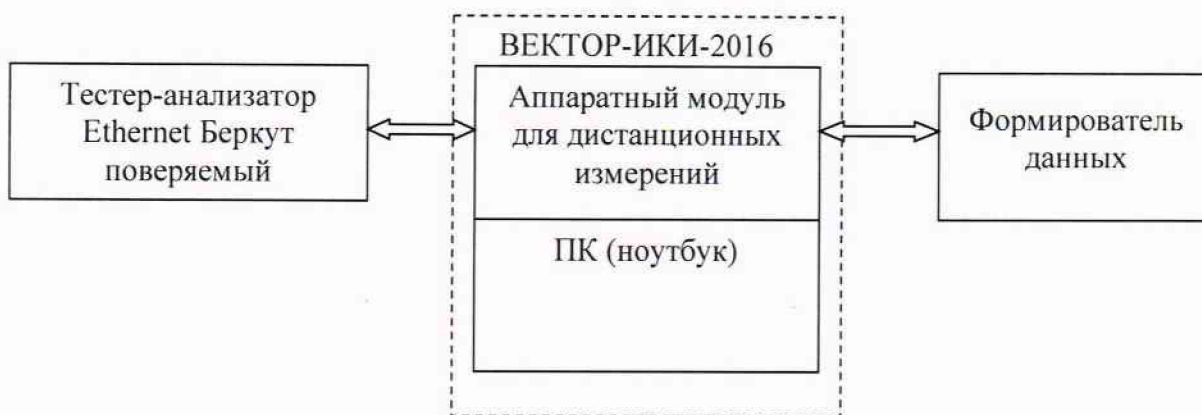 ВЕКТОР-ИКИ-2016
Тестер-анализатор
Ethernet Беркут
поверяемый
Аппаратный модуль
для дистанционных
измерений
ПК (ноутбук)
Формирователь
данных